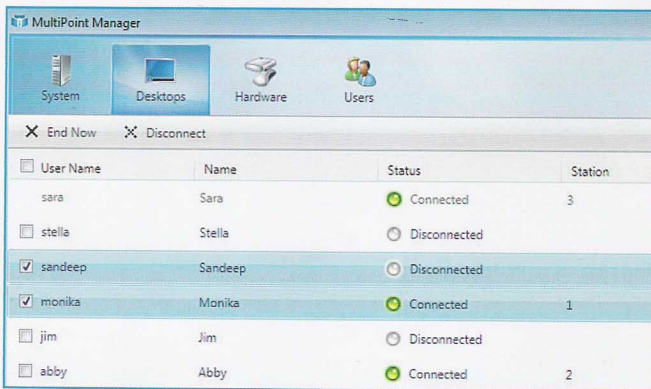 MultiPoint Manager
System Desktops Hardware Users
End Now Disconnect
User Name Name Status Station
sara Sara Connected 3
stella Stella Disconnected
sandeep Sandeep Disconnected
monika Monika Connected 1
jim Jim Disconnected
abby Abby Connected 2